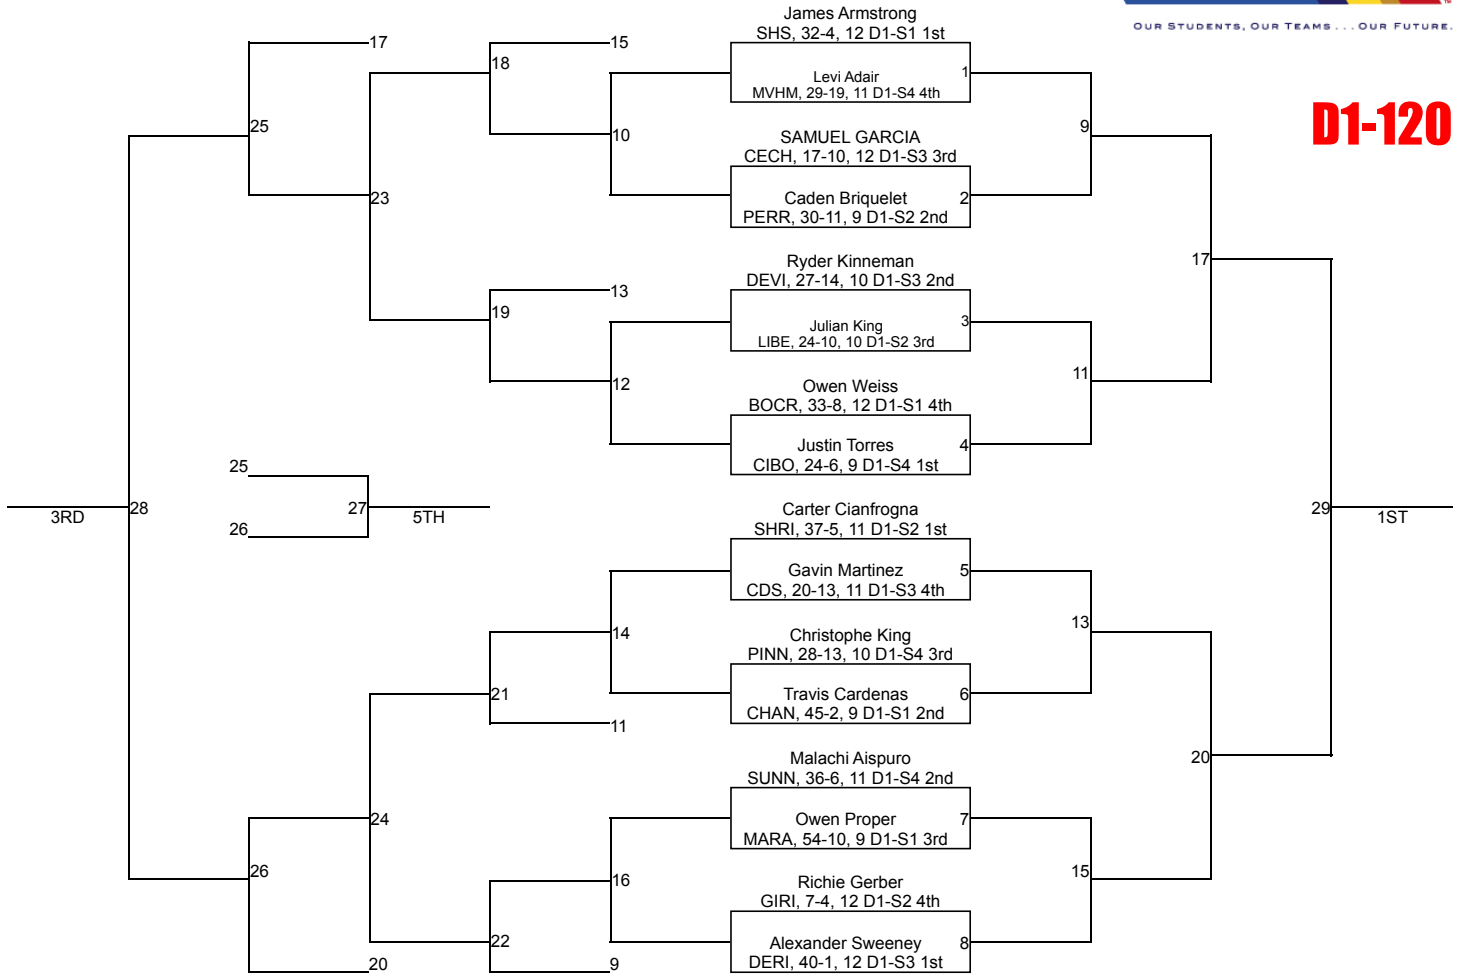 James Armstrong
SHS, 32-4, 12 D1-S1 1st
OUR STUDENTS, OUR TEAMS . . . OUR FUTURE.
TM
17
15
18
Levi Adair
1
MVHM, 29-19, 11 D1-S4 4th
D1-120
25
10
9
SAMUEL GARCIA
CECH, 17-10, 12 D1-S3 3rd
23
Caden Briquelet
2
PERR, 30-11, 9 D1-S2 2nd
Ryder Kinneman
17
DEVI, 27-14, 10 D1-S3 2nd
13
19
Julian King
3
LIBE, 24-10, 10 D1-S2 3rd
12
11
Owen Weiss
BOCR, 33-8, 12 D1-S1 4th
Justin Torres
4
CIBO, 24-6, 9 D1-S4 1st
25
3RD
28
27
5TH
26
29
1ST
Carter Cianfrogna
SHRI, 37-5, 11 D1-S2 1st
Gavin Martinez
5
CDS, 20-13, 11 D1-S3 4th
14
13
Christophe King
PINN, 28-13, 10 D1-S4 3rd
21
Travis Cardenas
6
CHAN, 45-2, 9 D1-S1 2nd
11
Malachi Aispuro
20
SUNN, 36-6, 11 D1-S4 2nd
24
Owen Proper
7
MARA, 54-10, 9 D1-S1 3rd
26
16
15
Richie Gerber
GIRI, 7-4, 12 D1-S2 4th
22
Alexander Sweeney
8
20
9
DERI, 40-1, 12 D1-S3 1st